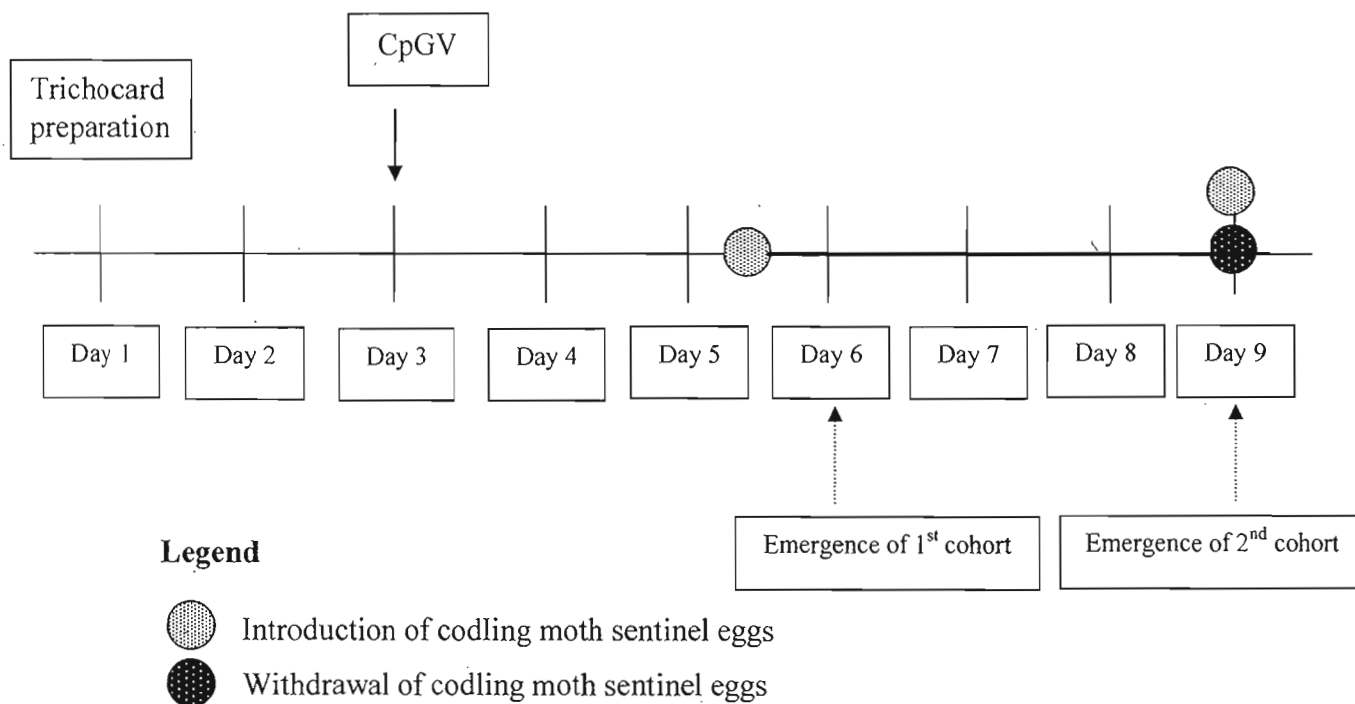 CpGV
Trichocard
preparation
Day 1
Day 2
Day 3
Day 4
Day 5
Day 6
Day 7
Day 8
Day 9
Emergence of 1st cohort
Emergence of 2nd cohort
Legend
Introduction of codling moth sentinel eggs
Withdrawal of codling moth sentinel eggs